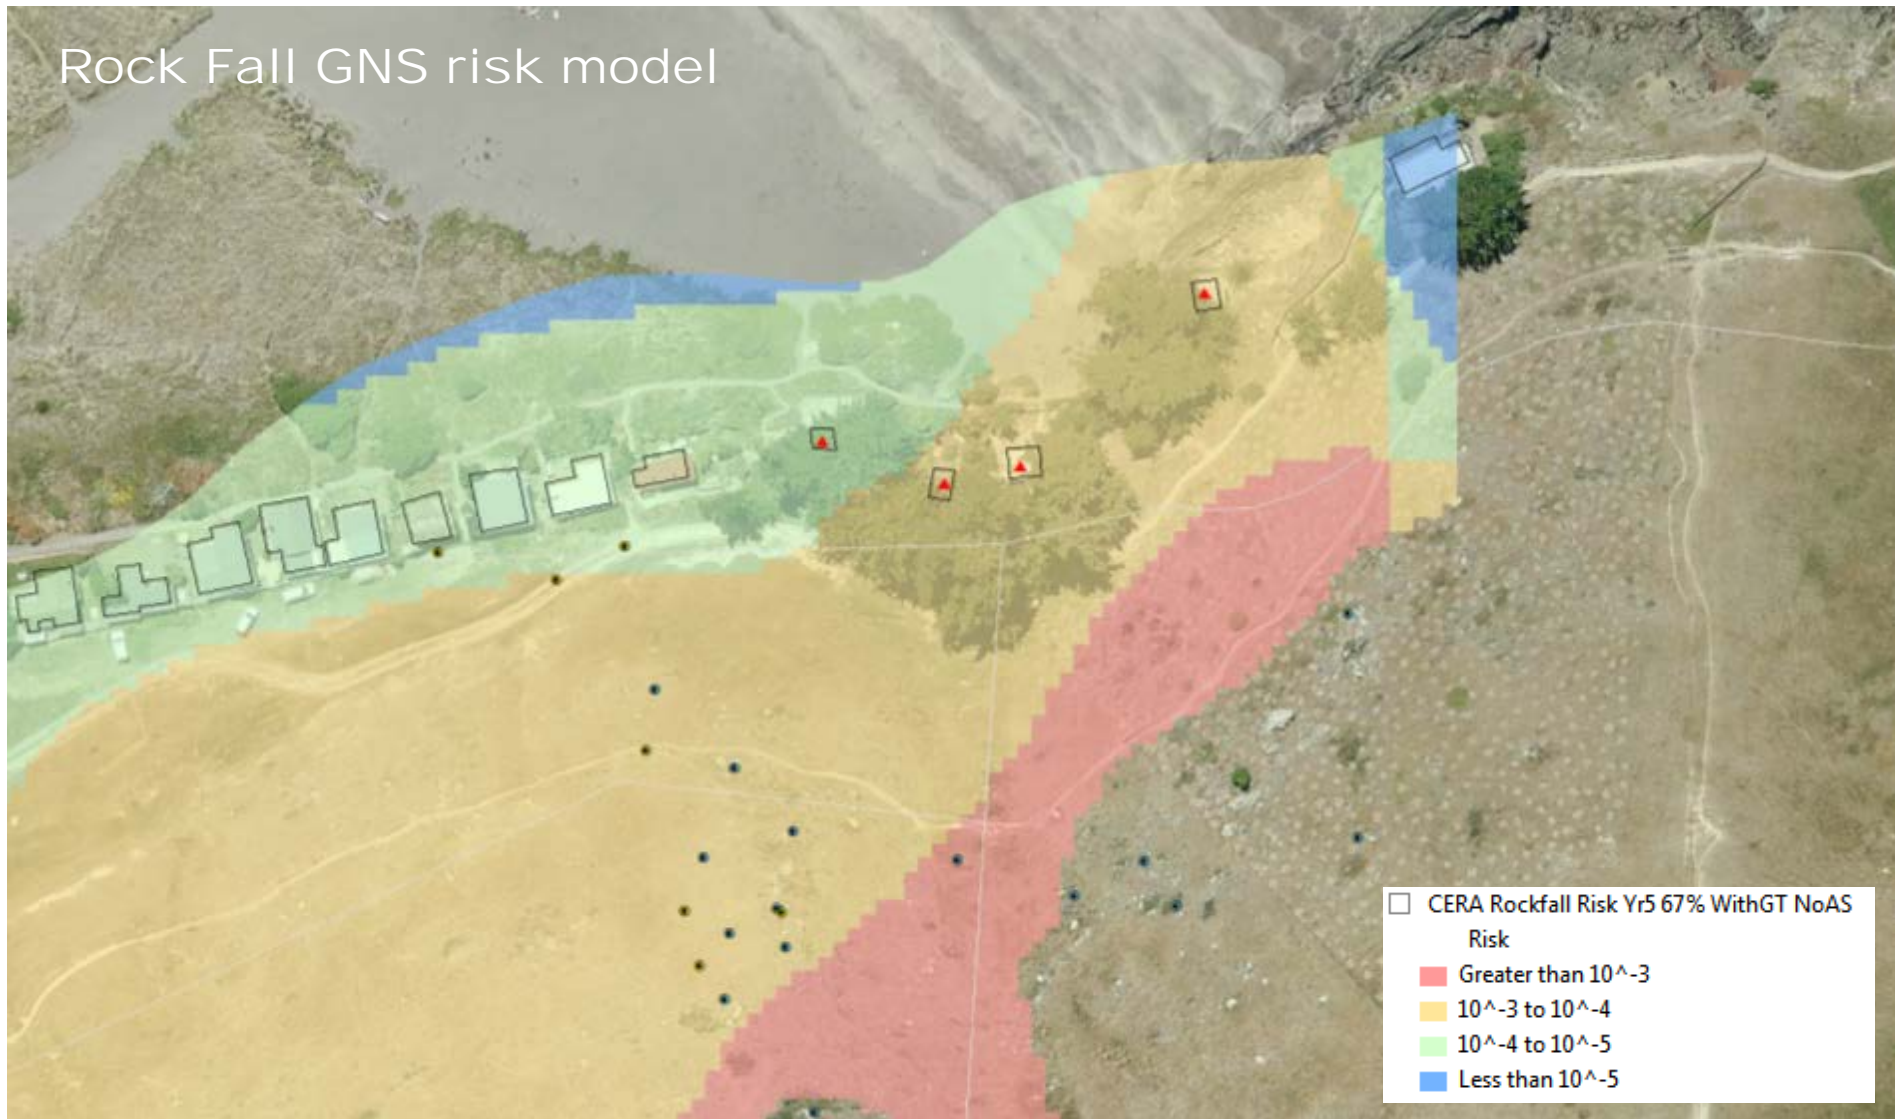 Rock Fall GNS risk model
CERA Rockfall Risk Yr5 67% WithGT NoAS
Risk
Greater than 10^-3
10^-3 to 10^-4
10^-4 to 10^-5
Less than 10^-5